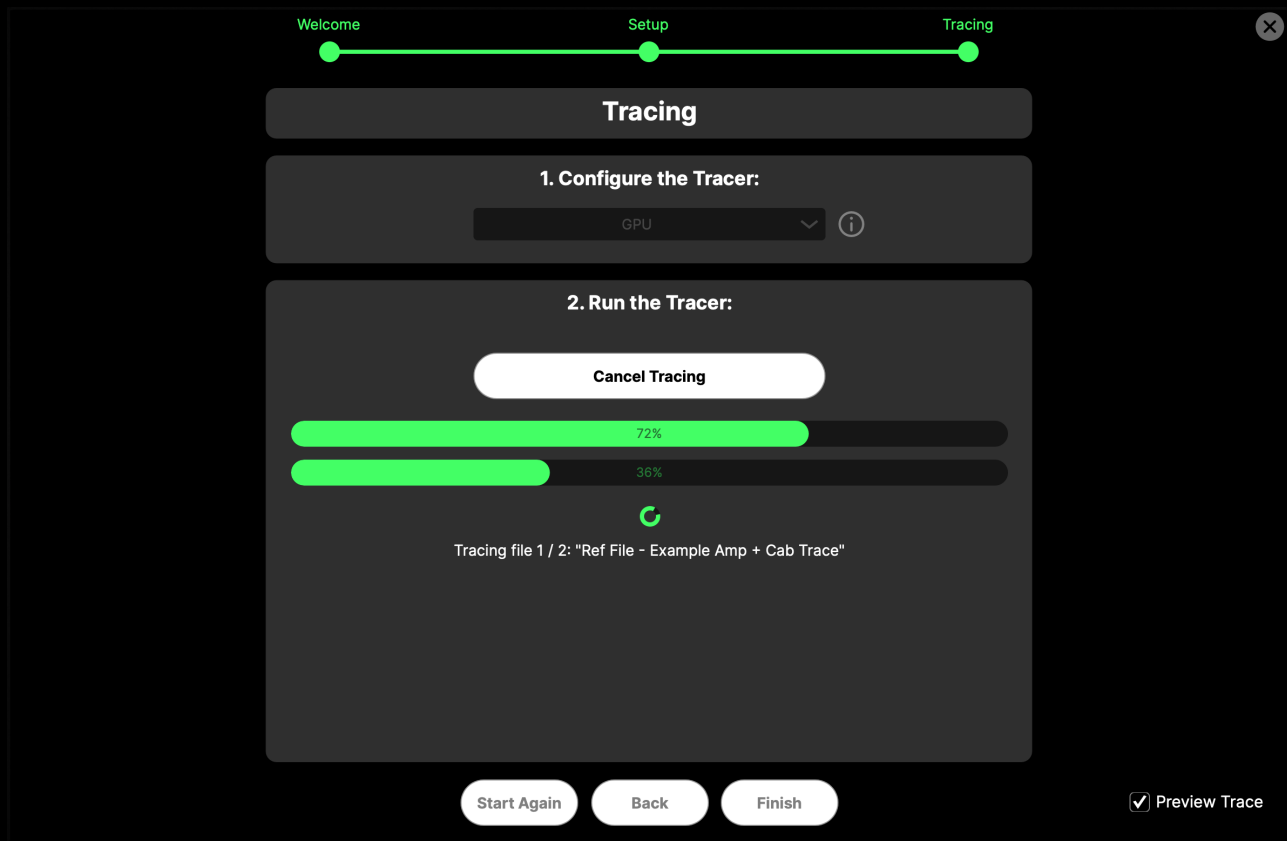 Welcome
Setup
Tracing
Tracing
1. Configure the Tracer:
GPU
2. Run the Tracer:
Cancel Tracing
72%
36%
Tracing file 1 / 2: "Ref File - Example Amp + Cab Trace"
Start Again
Back
Finish
Preview Trace